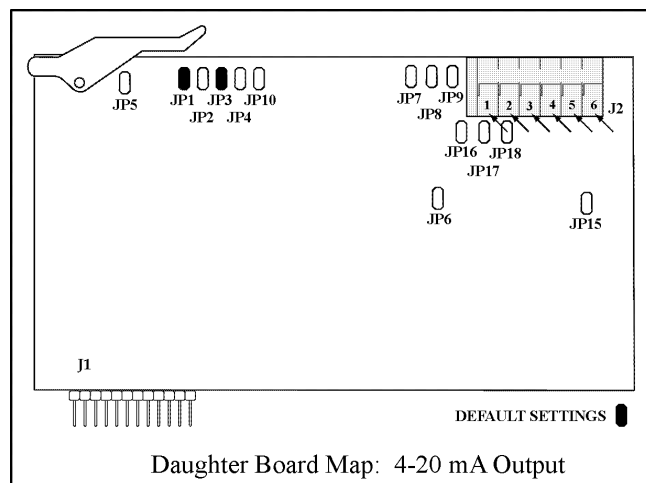 JP5
JP1
JP2
JP3
JP4
JP10
JP7
JP8
JP9
1 2 3 4 5 6
J2
JP16
JP17
JP18
JP6
JP15
J1
DEFAULT SETTINGS
Daughter Board Map: 4-20 mA Output